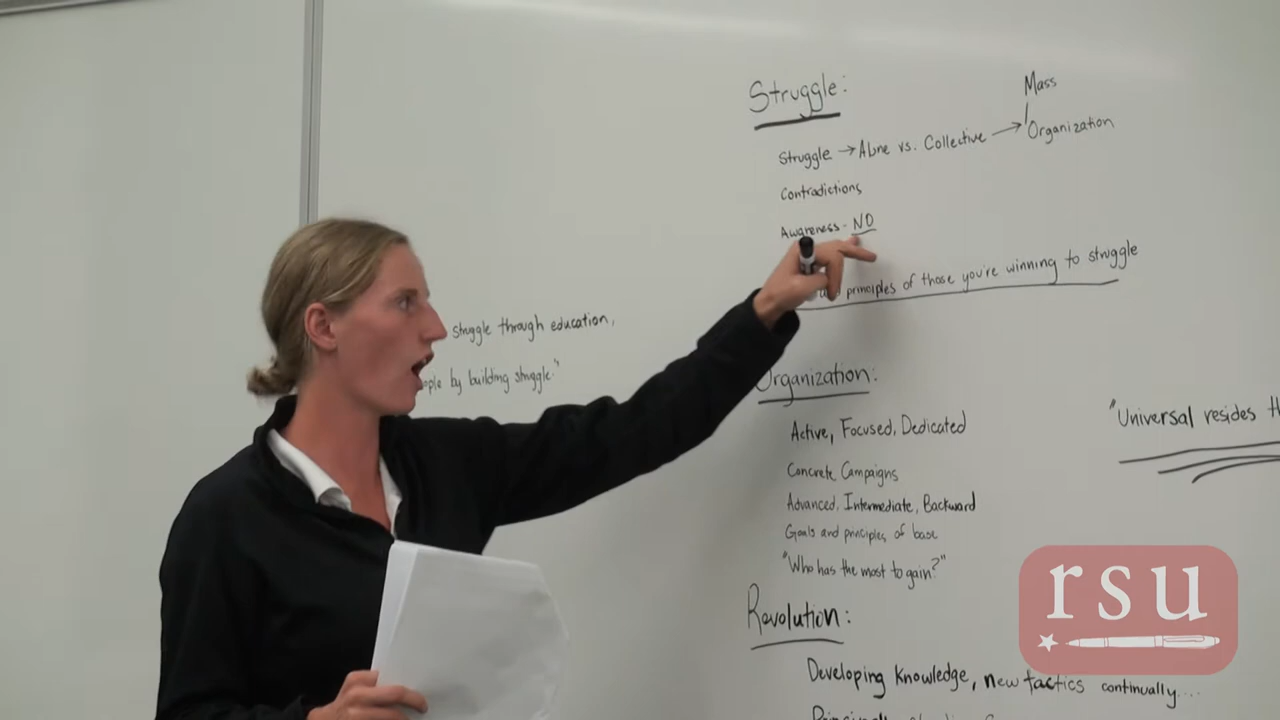 Struggle:
Mass
Struggle → Alone vs. Collective → Organization
Contradictions
Awareness - NO
principles of those you're winning to struggle
struggle through education,
by building struggle."
Organization:
Active, Focused, Dedicated
"Universal resides
Concrete Campaigns
Advanced, Intermediate, Backward
Goals and principles of base
"Who has the most to gain?"
Revolution:
Developing Knowledge, new tactics continually....
rsu